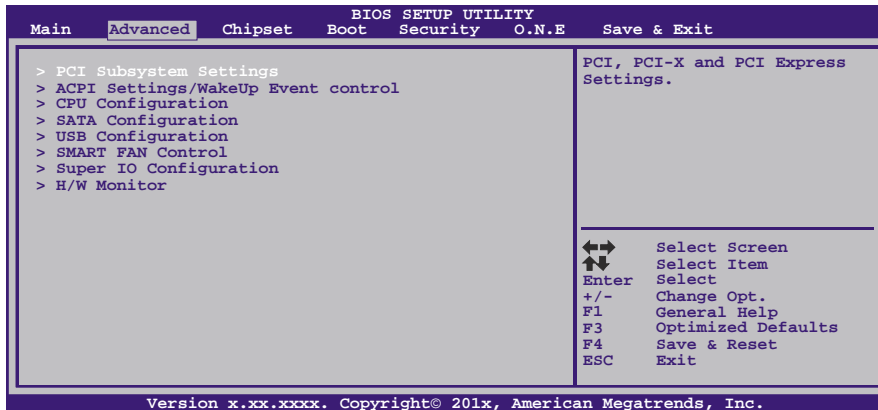 BIOS SETUP UTILITY
Main Advanced Chipset Boot Security O.N.E Save & Exit
> PCI Subsystem Settings
> ACPI Settings/WakeUp Event control
> CPU Configuration
> SATA Configuration
> USB Configuration
> SMART FAN Control
> Super IO Configuration
> H/W Monitor
PCI, PCI-X and PCI Express
Settings.
Select Screen
Select Item
Enter Select
+/- Change Opt.
F1 General Help
F3 Optimized Defaults
F4 Save & Reset
ESC Exit
Version x.xx.xxxx. Copyright© 201x, American Megatrends, Inc.